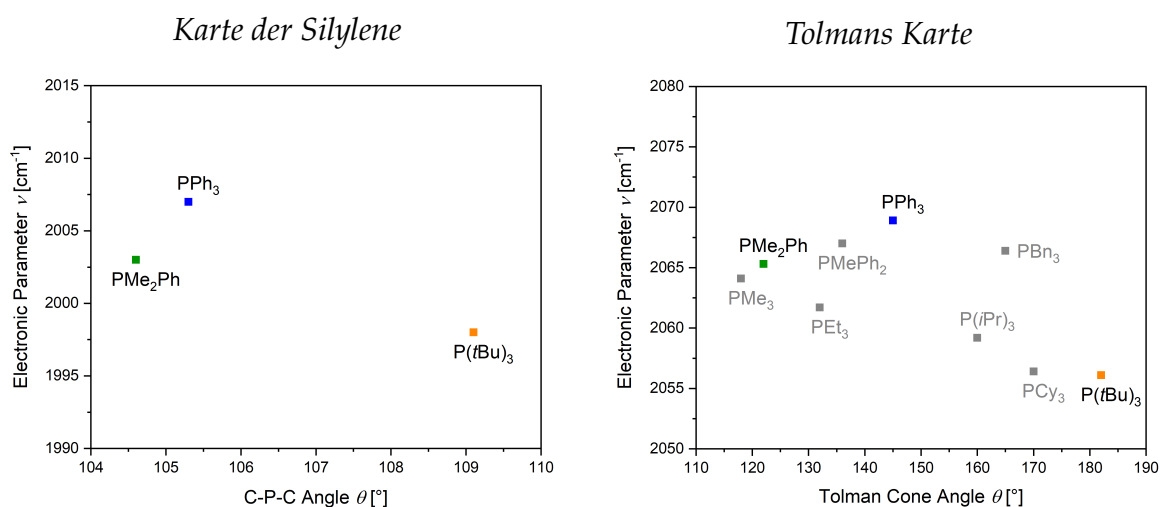 Karte der Silylene
2015
2010
2005
2000
1995
1990
104 105 106 107 108 109 110
Electronic Parameter ν [cm⁻¹]
C-P-C Angle θ [°]
PPh₃
PMe₂Ph
P(tBu)₃
Tolmans Karte
2080
2070
2060
2050
110 120 130 140 150 160 170 180 190
Electronic Parameter ν [cm⁻¹]
Tolman Cone Angle θ [°]
PPh₃
PMe₂Ph
PMePh₂
PBn₃
PMe₃
PEt₃
P(iPr)₃
PCy₃
P(tBu)₃